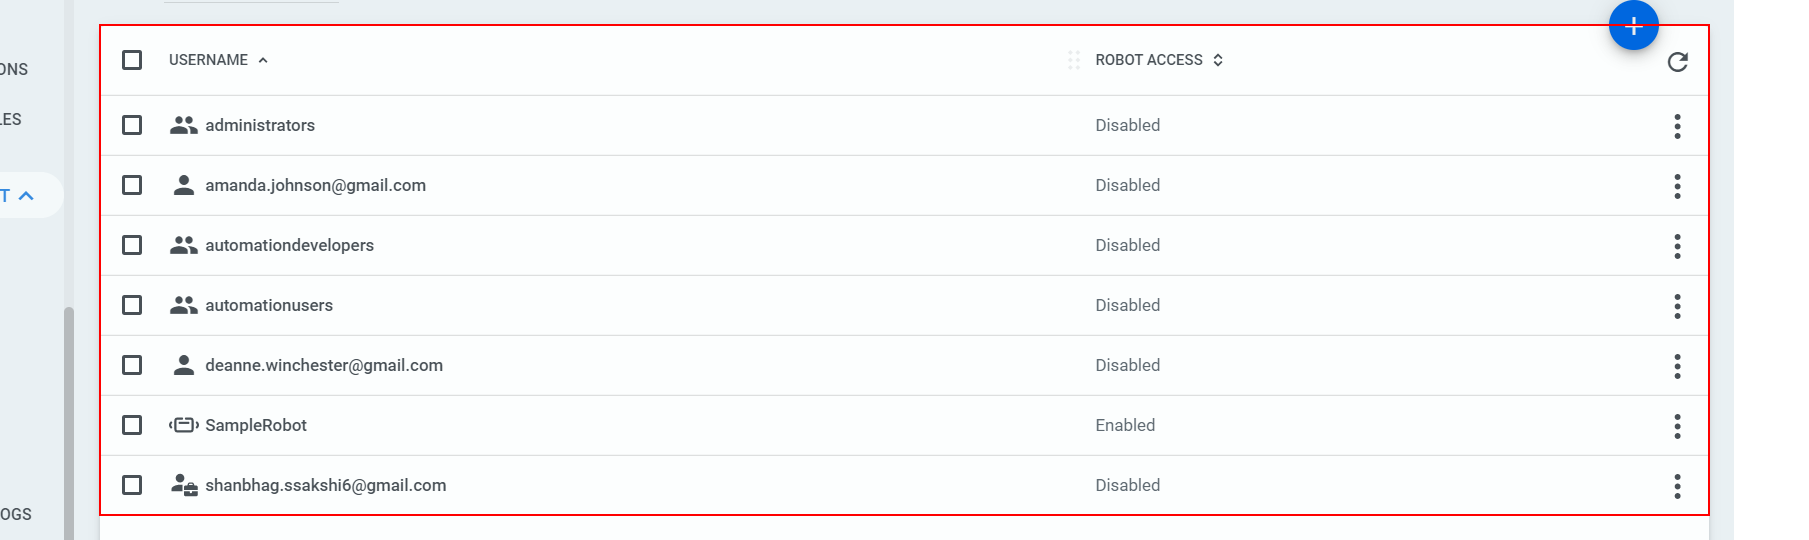 USERNAME ROBOT ACCESS
ONS
LES
administrators Disabled
amanda.johnson@gmail.com Disabled
T
automationdevelopers Disabled
automationusers Disabled
deanne.winchester@gmail.com Disabled
SampleRobot Enabled
shanbhag.ssakshi6@gmail.com Disabled
OGS